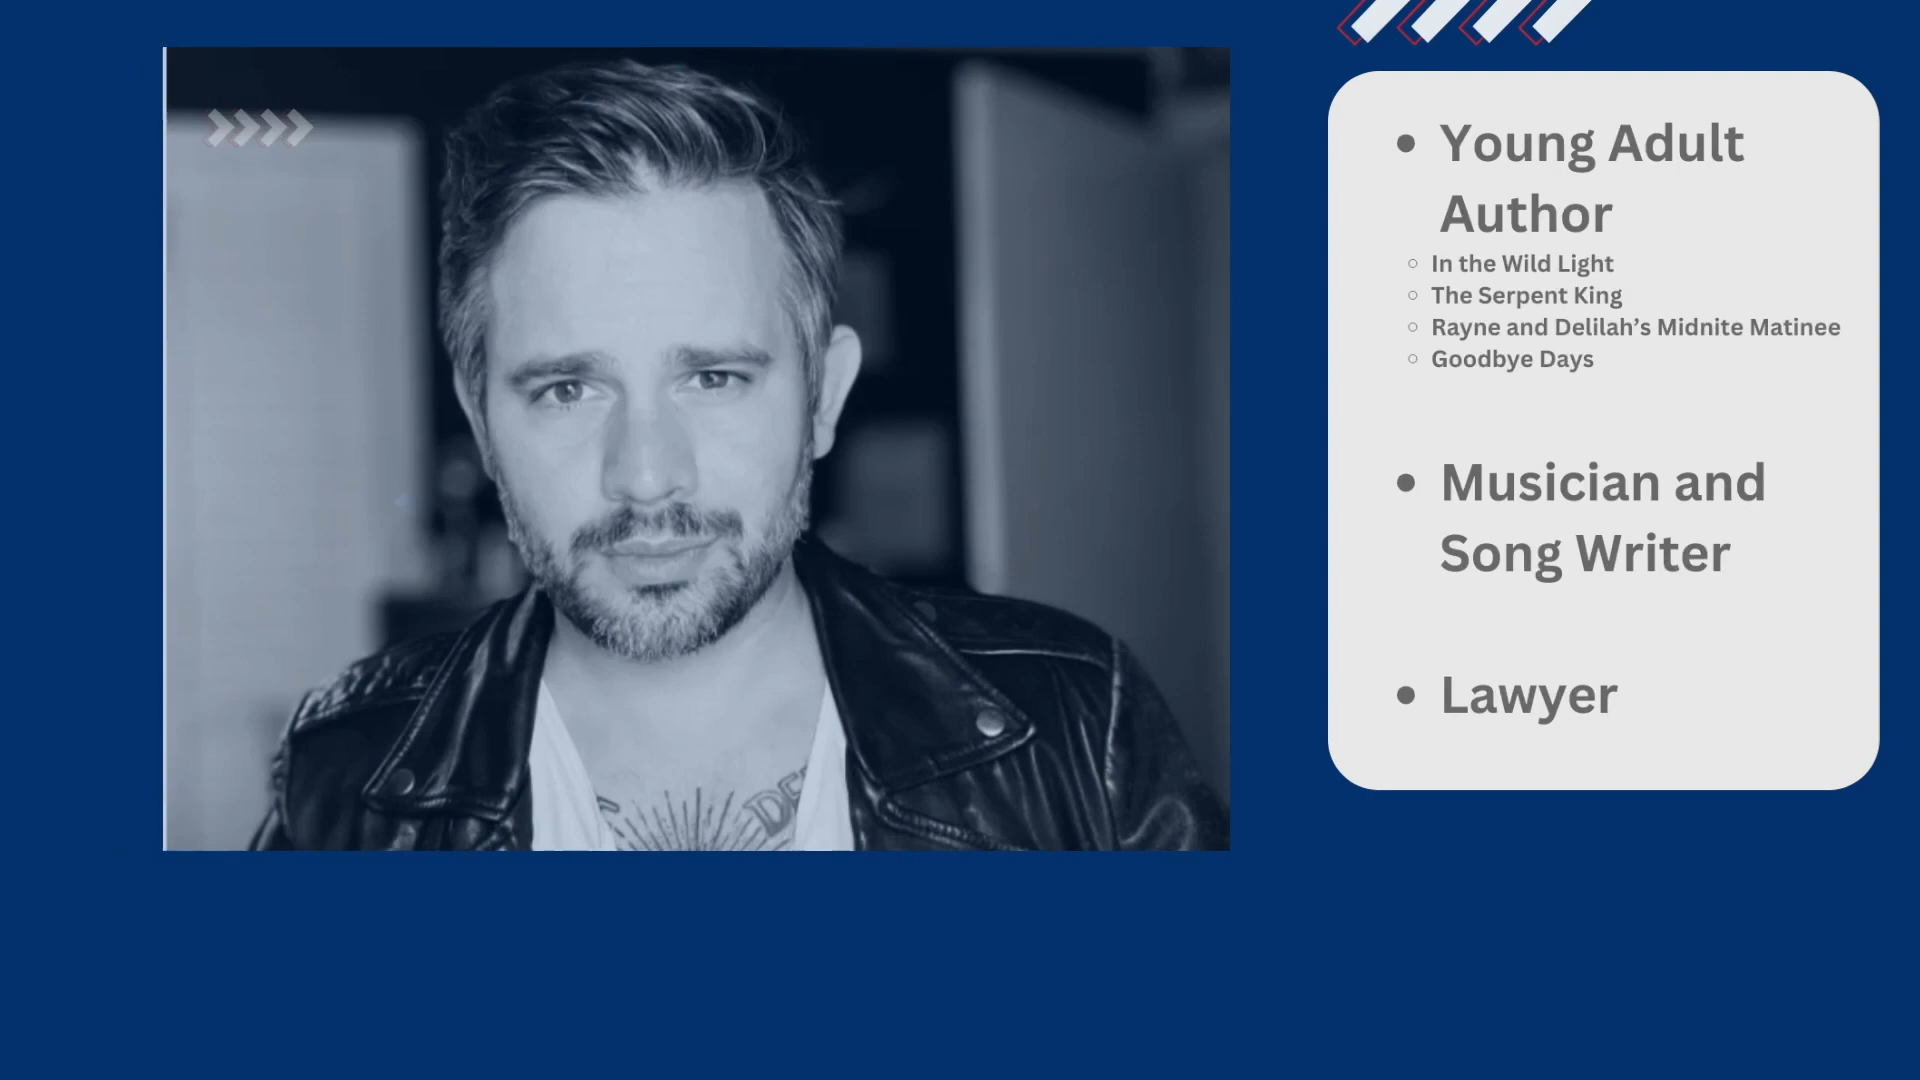 Young Adult
Author
In the Wild Light
The Serpent King
Rayne and Delilah’s Midnite Matinee
Goodbye Days
Musician and
Song Writer
Lawyer